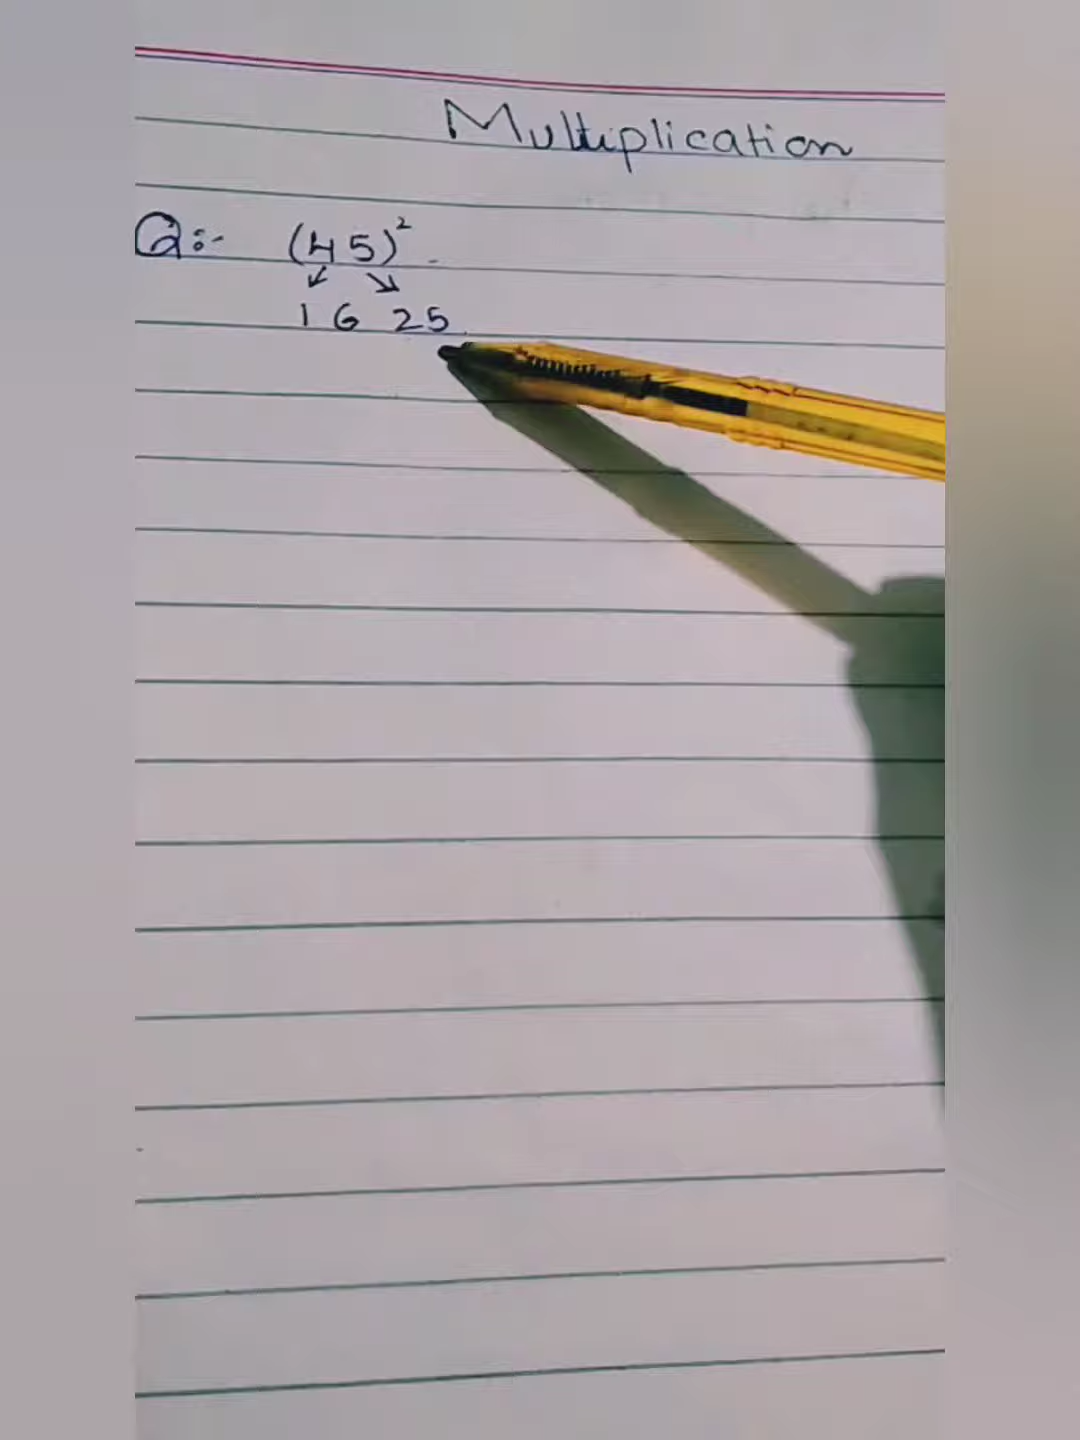 Multiplication
Q:- (45)²
↙ ↘
16 25